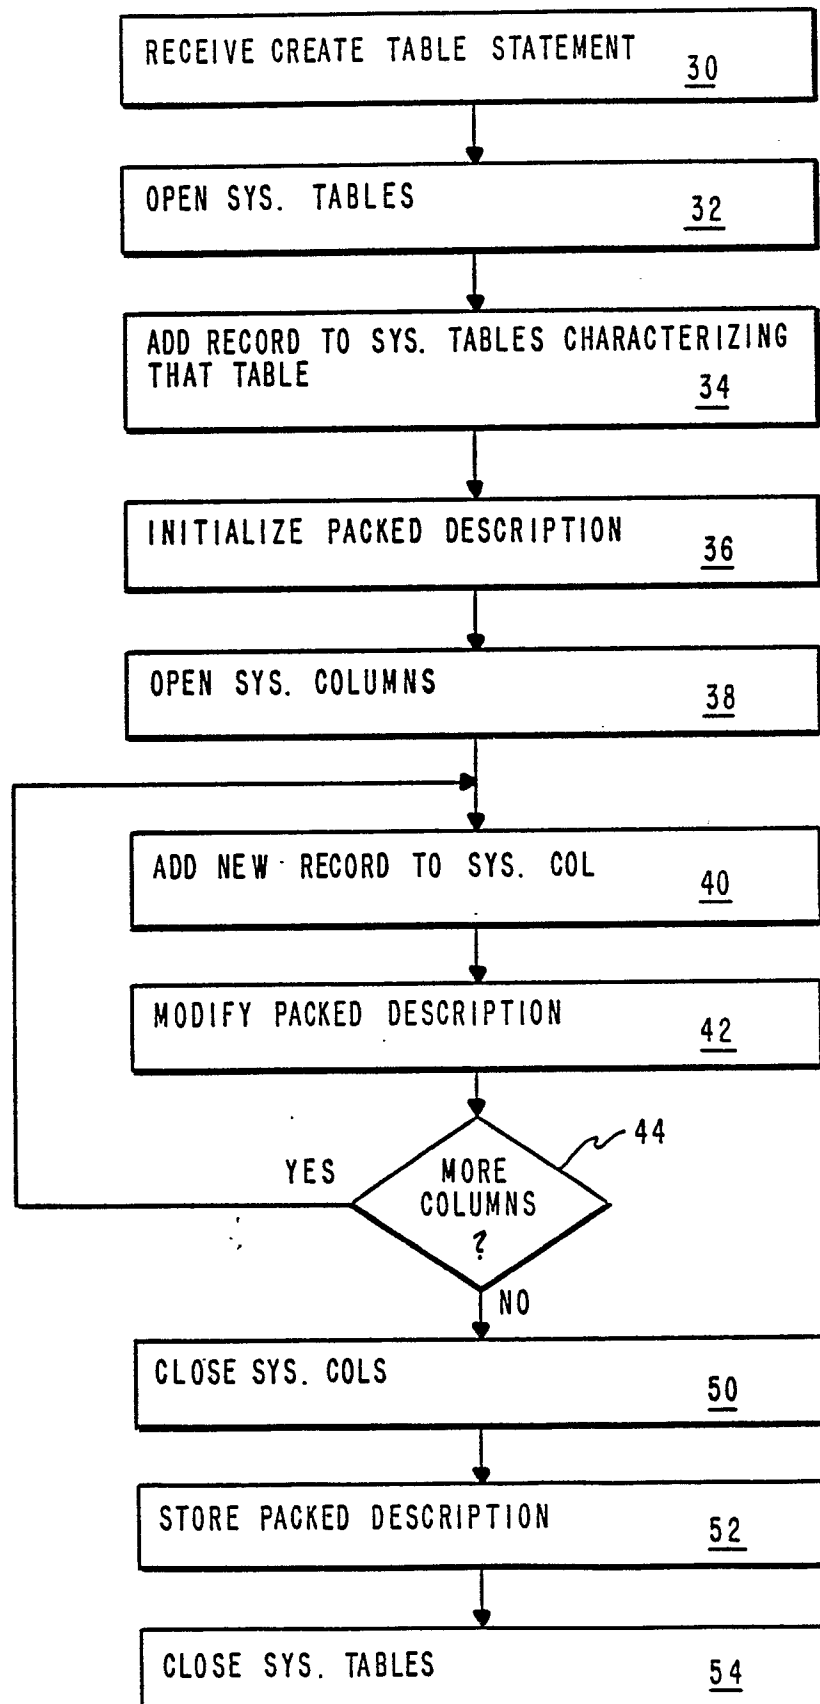 RECEIVE CREATE TABLE STATEMENT
30
OPEN SYS. TABLES
32
ADD RECORD TO SYS. TABLES CHARACTERIZING
THAT TABLE
34
INITIALIZE PACKED DESCRIPTION
36
OPEN SYS. COLUMNS
38
ADD NEW RECORD TO SYS. COL
40
MODIFY PACKED DESCRIPTION
42
44
YES
MORE
COLUMNS
?
NO
CLOSE SYS. COLS
50
STORE PACKED DESCRIPTION
52
CLOSE SYS. TABLES
54